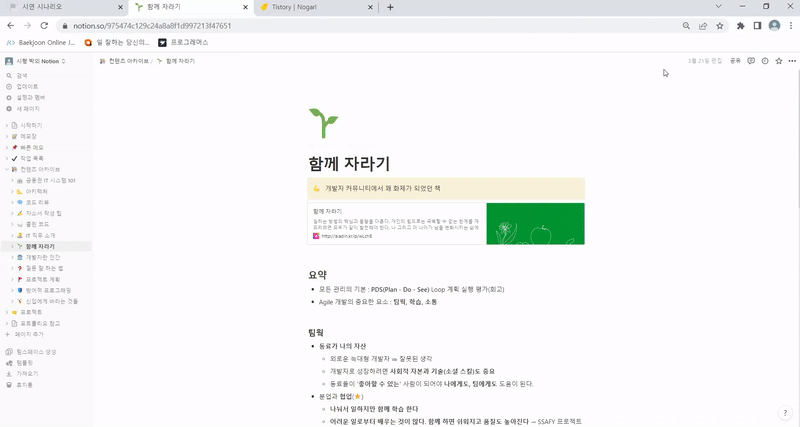 시연 시나리오
함께 자라기
Tistory | Nogari
notion.so/975474c129c24a8a8f1d997213f47651
Baekjoon Online J...
일 잘하는 당신의...
프로그래머스
시형 박의 Notion
컨텐츠 아카이브 / 함께 자라기
3월 21일 편집
공유
검색
업데이트
설정과 멤버
새 페이지
시작하기
메모장
빠른 메모
작업 목록
컨텐츠 아카이브
금융권 IT 시스템 101
아키텍처
코드 리뷰
자소서 작성 팁
클린 코드
IT 직무 소개
함께 자라기
개발자란 인간
질문 잘 하는 법
프로젝트 계획
방어적 프로그래밍
신입에게 바라는 것들
프로젝트
포트폴리오 참고
페이지 추가
팀스페이스 생성
템플릿
가져오기
휴지통
함께 자라기
개발자 커뮤니티에서 꽤 화제가 되었던 책
함께 자라기
요약
모든 관리의 기본 : PDS(Plan - Do - See) Loop 계획 실행 평가(회고)
Agile 개발의 중요한 요소 : 팀웍, 학습, 소통
팀웍
동료가 나의 자산
외로운 늑대형 개발자 ⇒ 잘못된 생각
개발자로 성장하려면 사회적 자본과 기술(소셜 스킬)도 중요
동료들이 '좋아할 수 있는' 사람이 되어야 나에게도, 팀에게도 도움이 된다.
분업과 협업(⭐)
나눠서 일하지만 함께 학습 한다
어려운 일로부터 배우는 것이 많다. 함께 하면 쉬워지고 품질도 높아진다 — SSAFY 프로젝트
?